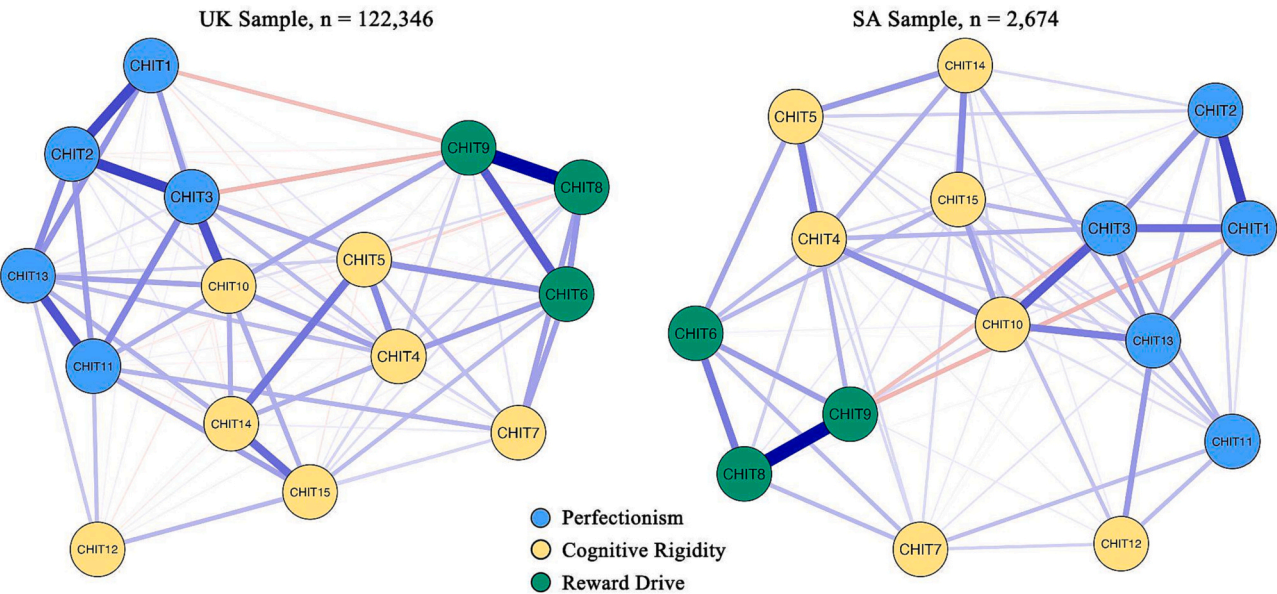 UK Sample, n = 122,346
SA Sample, n = 2,674
CHIT1
CHIT2
CHIT9
CHIT8
CHIT3
CHIT5
CHIT13
CHIT10
CHIT6
CHIT4
CHIT11
CHIT14
CHIT7
CHIT15
CHIT12
CHIT14
CHIT5
CHIT2
CHIT15
CHIT4
CHIT3
CHIT1
CHIT6
CHIT10
CHIT13
CHIT9
CHIT11
CHIT8
CHIT7
CHIT12
Perfectionism
Cognitive Rigidity
Reward Drive